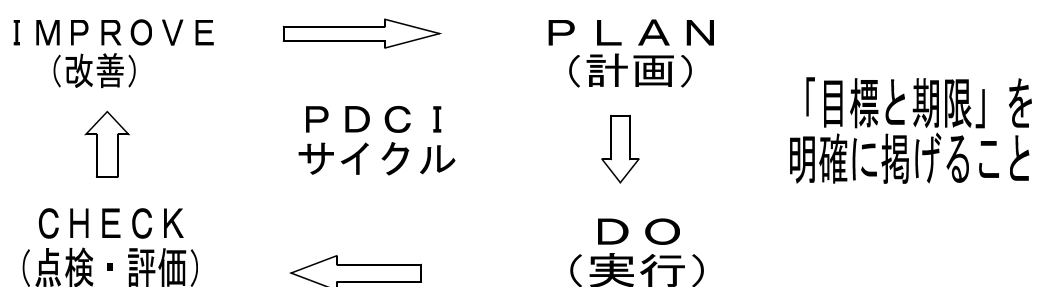 ＩＭＰＲＯＶＥ
（改善）
ＰＬＡＮ
（計画）
「目標と期限」を
明確に掲げること
ＰＤＣＩ
サイクル
ＣＨＥＣＫ
（点検・評価）
ＤＯ
（実行）